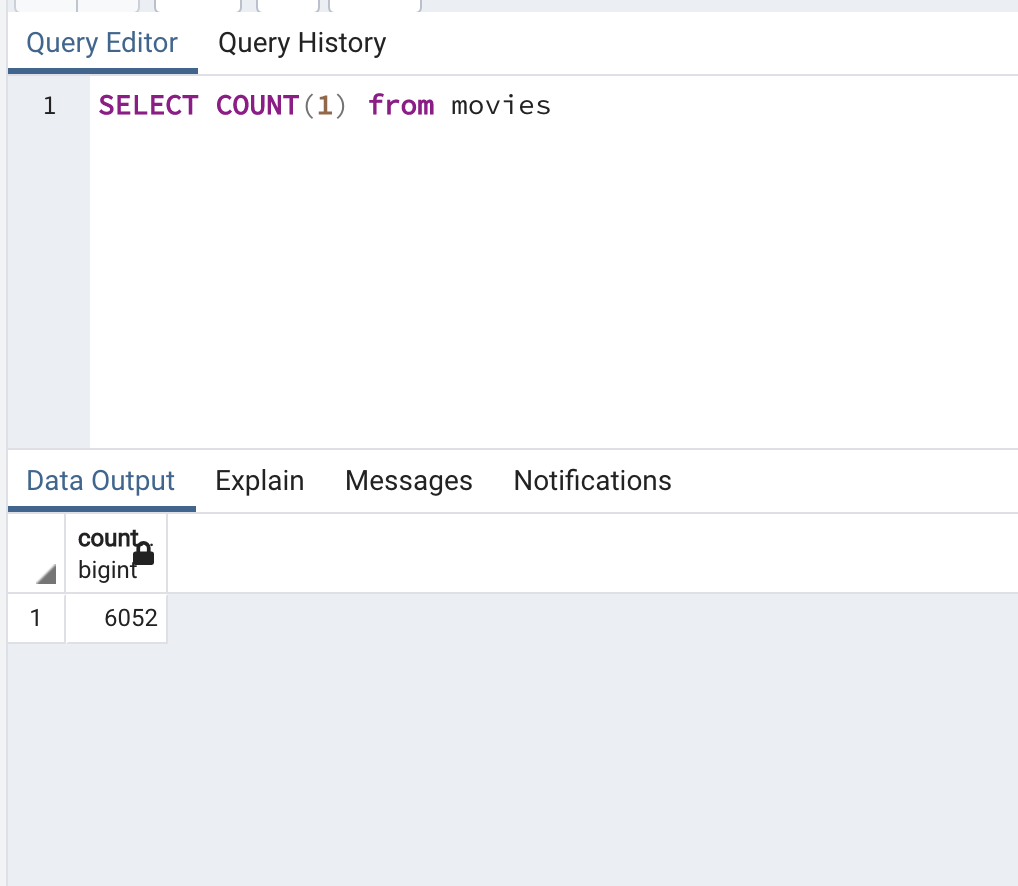 Query Editor Query History
1 SELECT COUNT(1) from movies
Data Output Explain Messages Notifications
count
bigint
1 6052